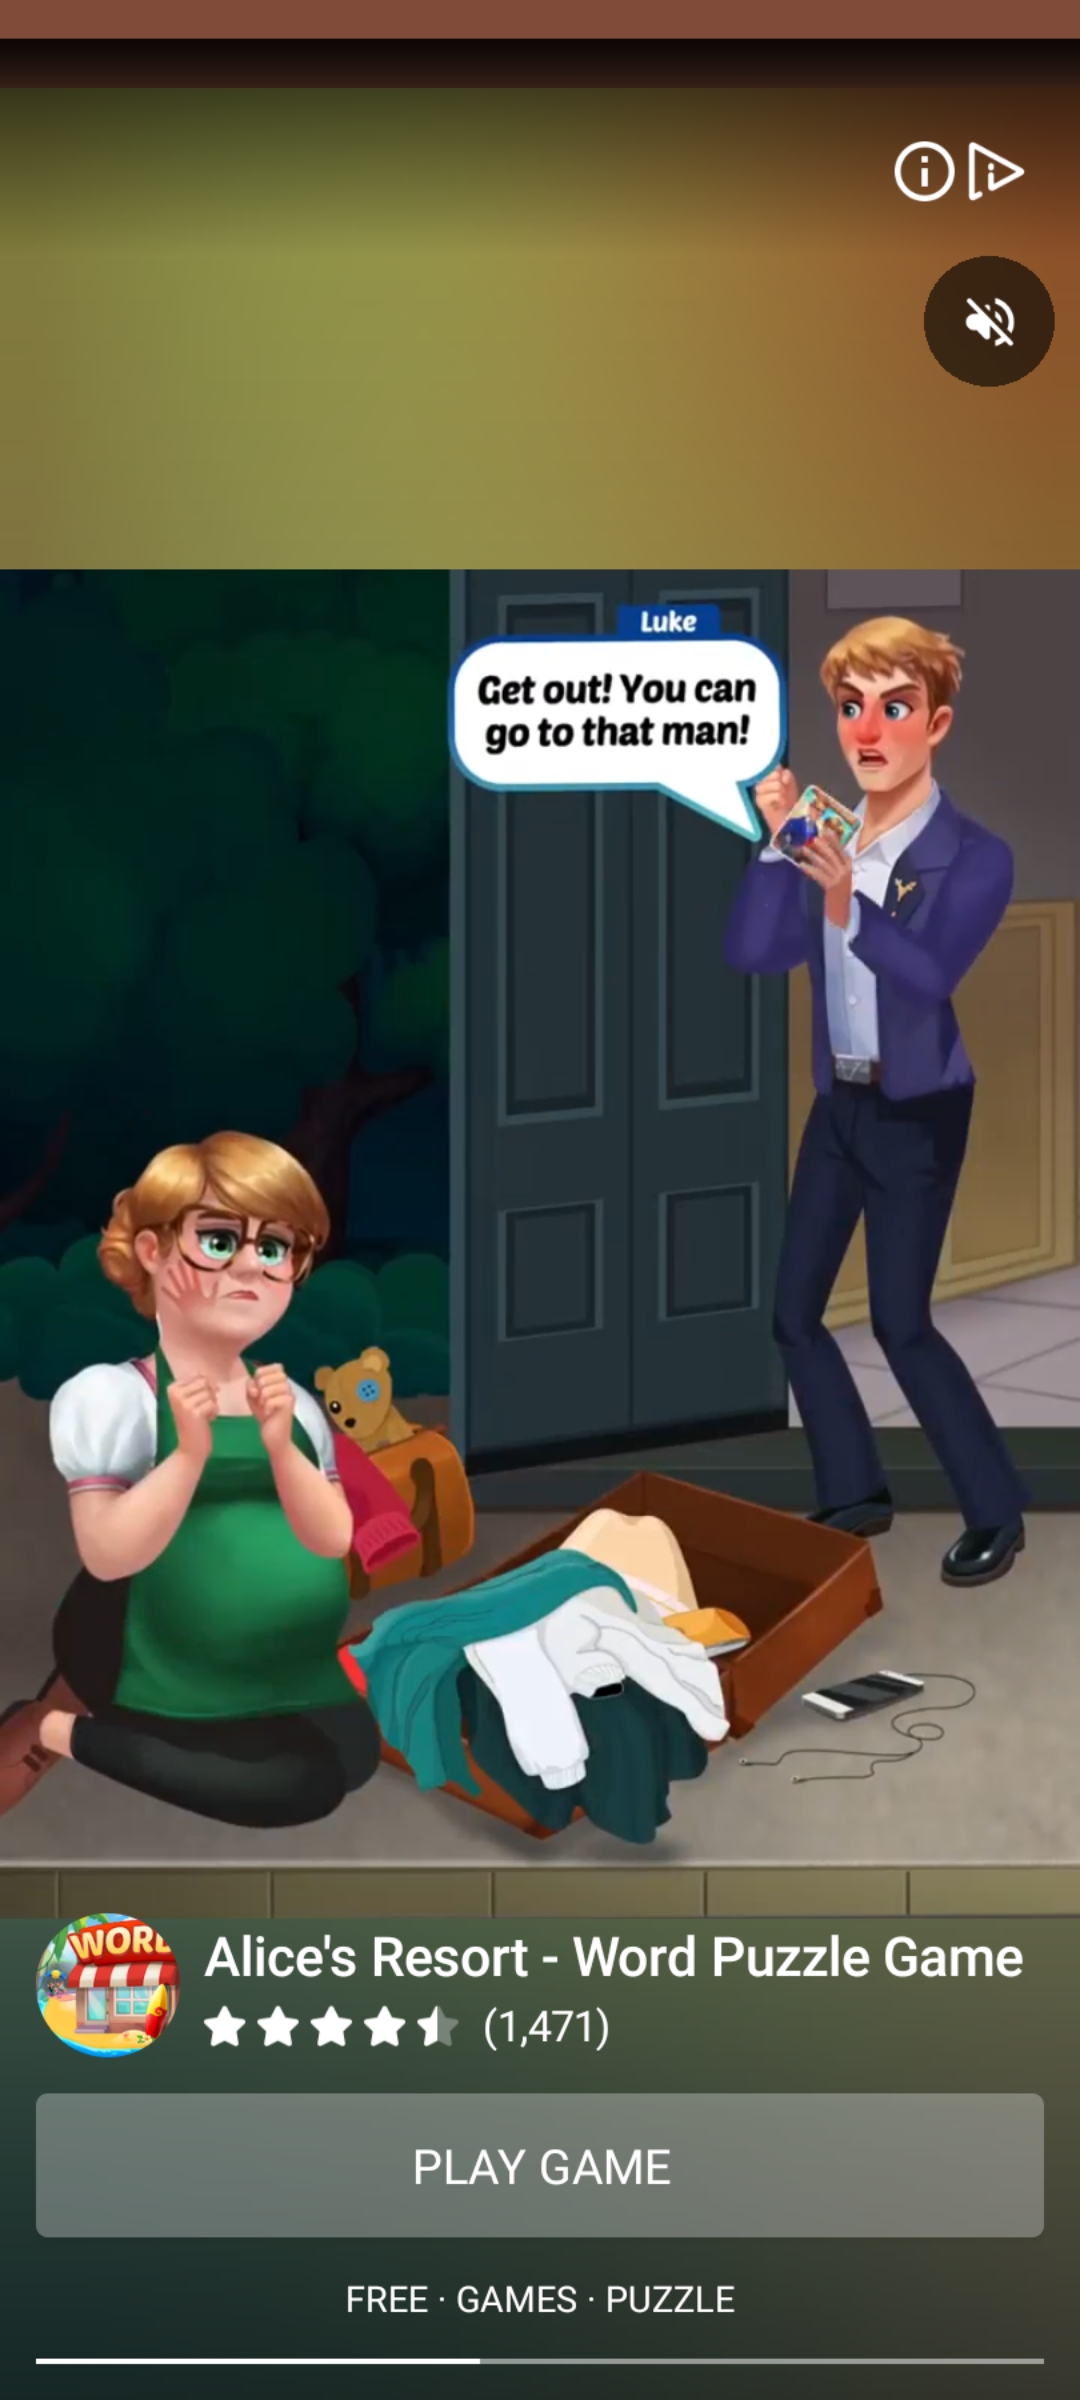 Luke
Get out! You can
go to that man!
WORD
Alice's Resort - Word Puzzle Game
(1,471)
PLAY GAME
FREE · GAMES · PUZZLE